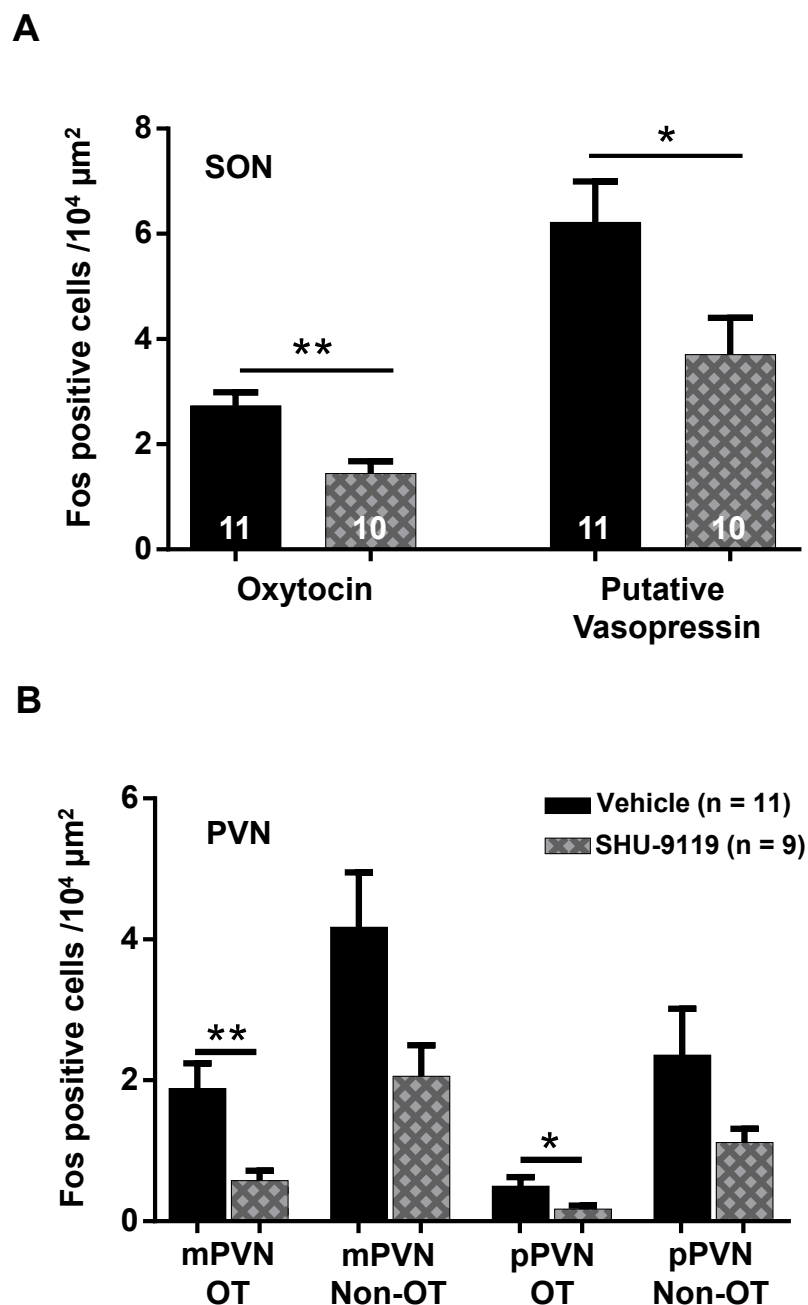 A
Fos positive cells /10⁴ µm²
8
6
4
2
0
SON
**
*
11
10
11
10
Oxytocin
Putative
Vasopressin
B
Fos positive cells /10⁴ µm²
6
4
2
0
PVN
Vehicle (n = 11)
SHU-9119 (n = 9)
**
*
mPVN
OT
mPVN
Non-OT
pPVN
OT
pPVN
Non-OT